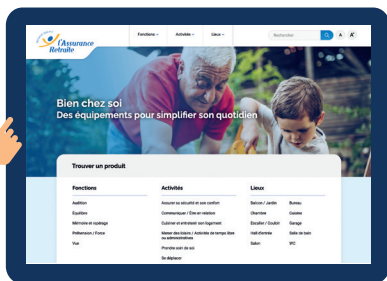 l'Assurance
Retraite
Fonctions
Activités
Lieux
Rechercher
A
A
Bien chez soi
Des équipements pour simplifier son quotidien
Trouver un produit
Fonctions
Activités
Lieux
Audition
Assurer sa sécurité et son confort
Balcon / Jardin
Bureau
Equilibre
Communiquer / Être en relation
Chambre
Cuisine
Mémoire et repérage
Cuisiner et entretenir son logement
Escalier / Couloir
Garage
Préhension / Force
Mener des loisirs / Activités de temps libre
ou administratives
Hall d'entrée
Salle de bain
Vue
Prendre soin de soi
Salon
WC
Se déplacer